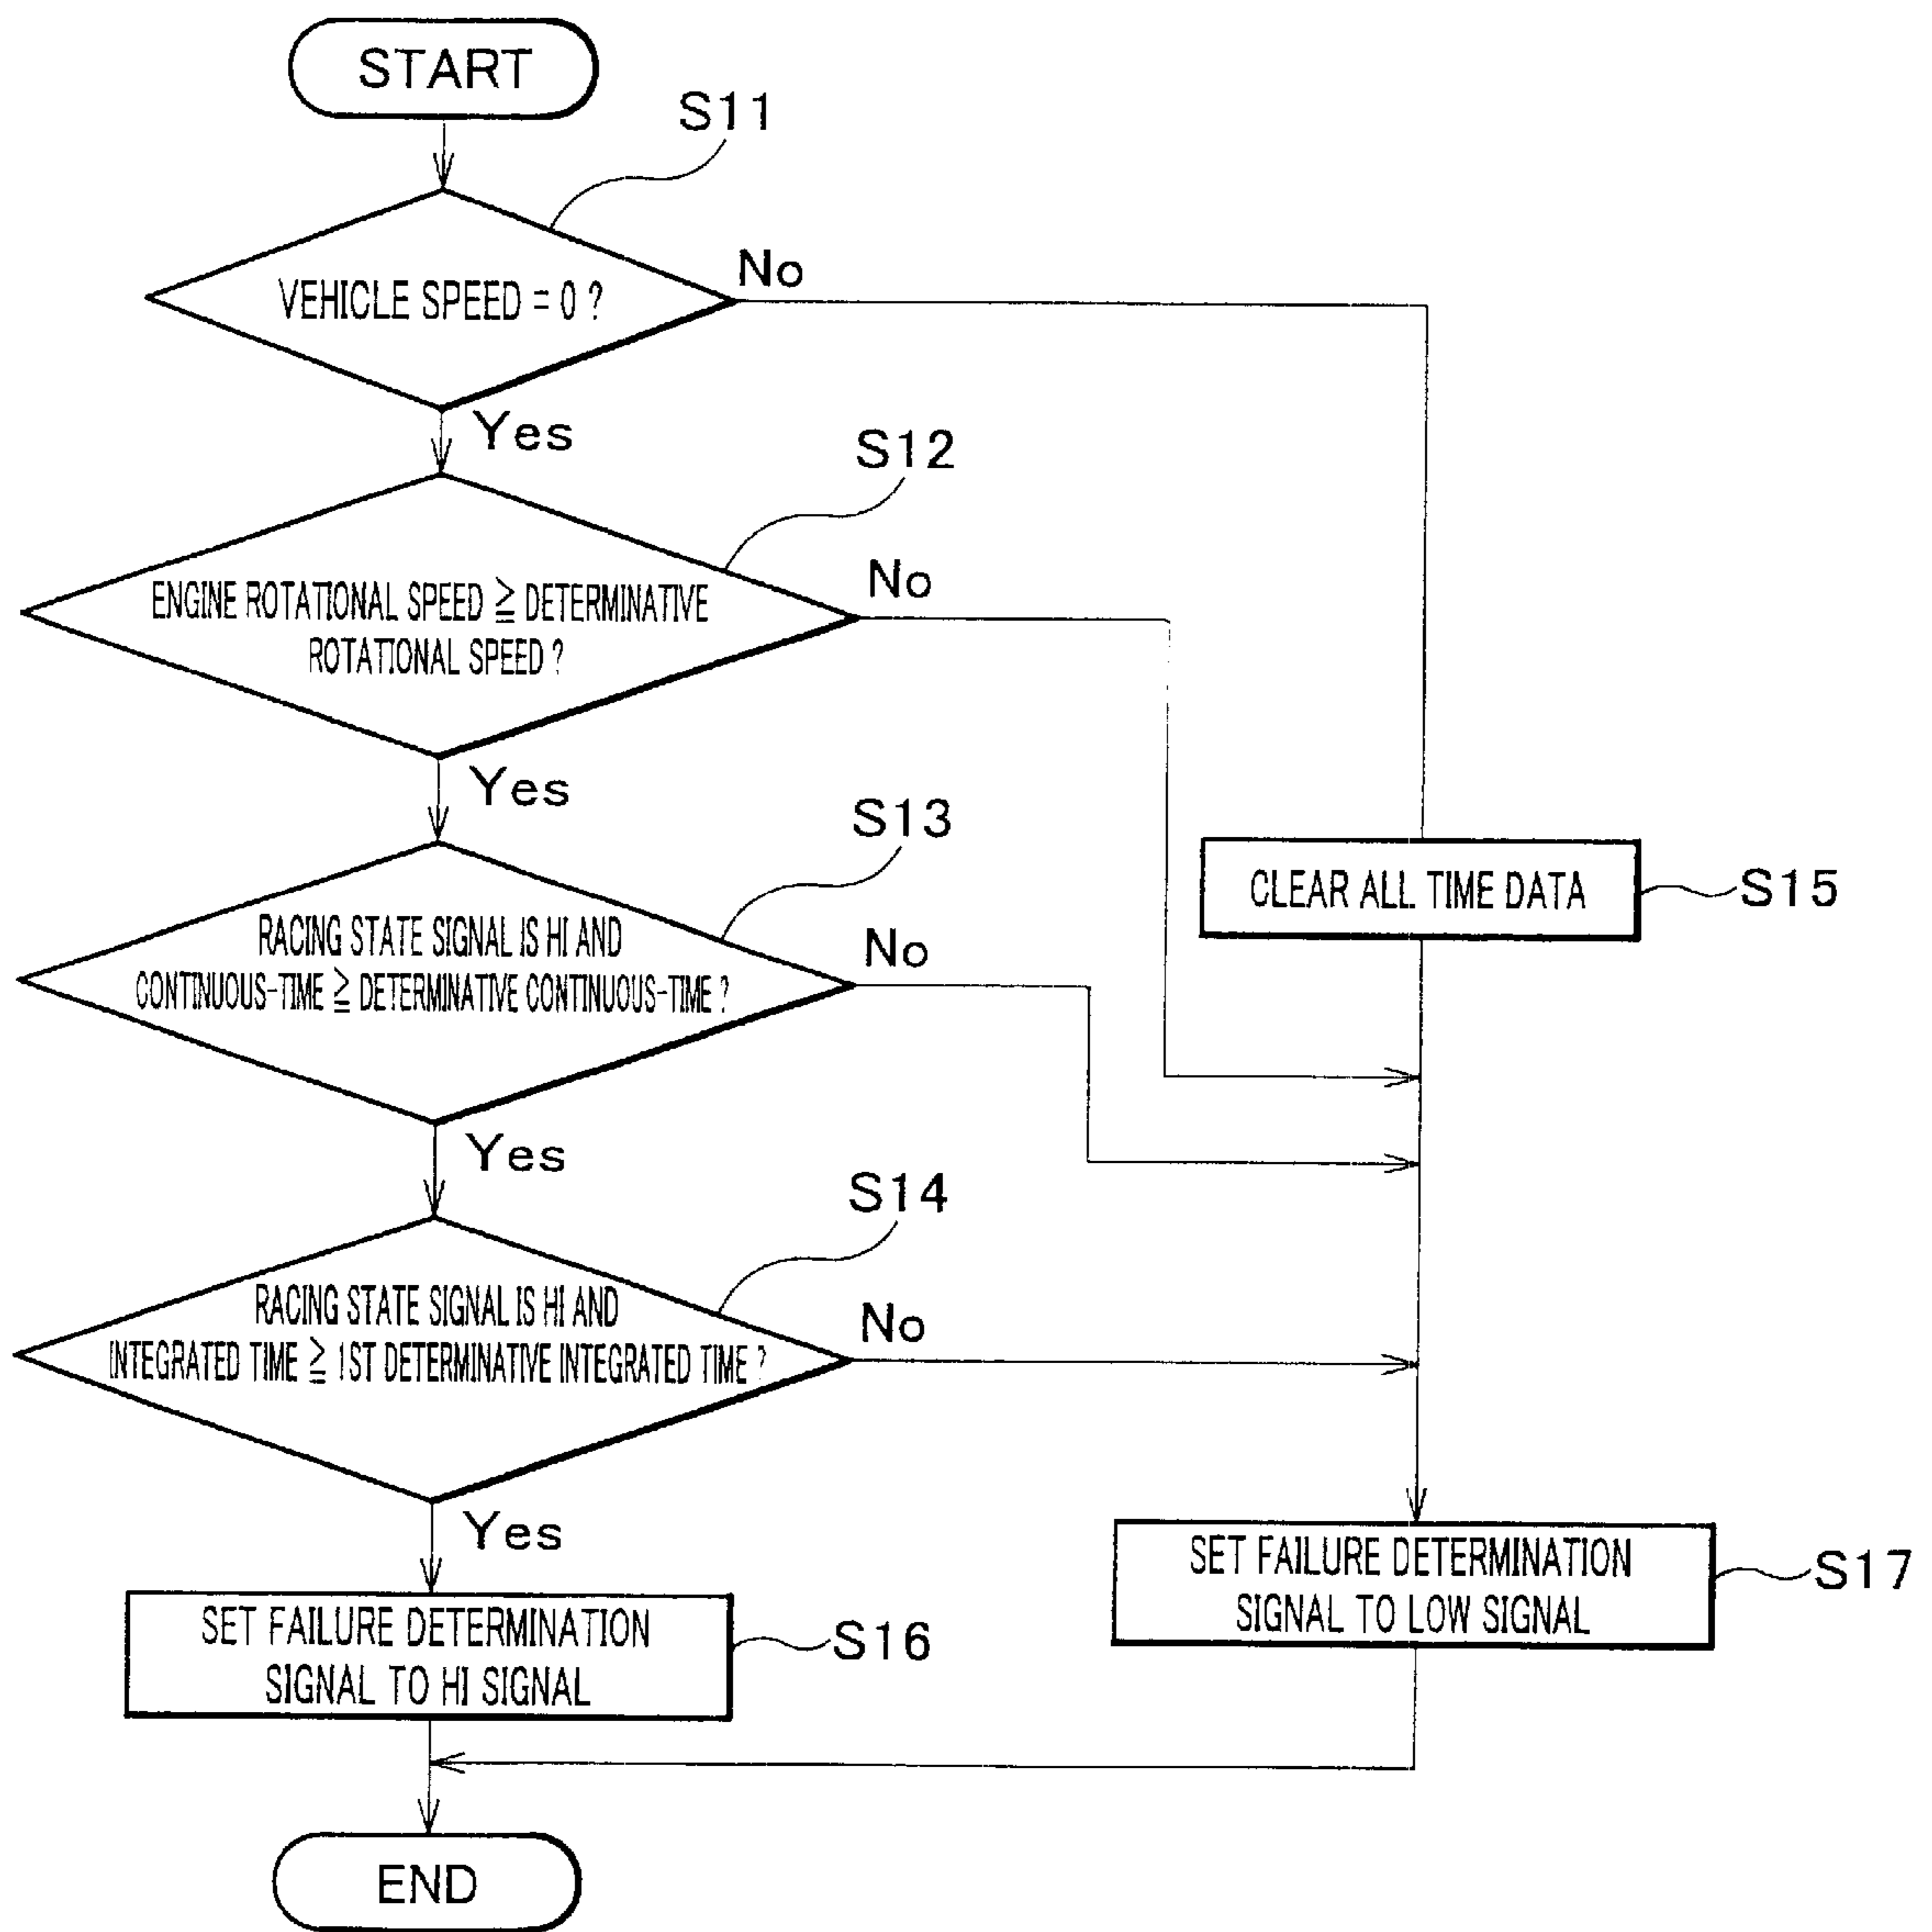 START
S11
VEHICLE SPEED = 0 ?
No
Yes
S12
ENGINE ROTATIONAL SPEED ≧ DETERMINATIVE
ROTATIONAL SPEED ?
No
Yes
S13
RACING STATE SIGNAL IS HI AND
CONTINUOUS-TIME ≧ DETERMINATIVE CONTINUOUS-TIME ?
No
CLEAR ALL TIME DATA
S15
Yes
S14
RACING STATE SIGNAL IS HI AND
INTEGRATED TIME ≧ 1ST DETERMINATIVE INTEGRATED TIME ?
No
Yes
SET FAILURE DETERMINATION
SIGNAL TO HI SIGNAL
S16
SET FAILURE DETERMINATION
SIGNAL TO LOW SIGNAL
S17
END